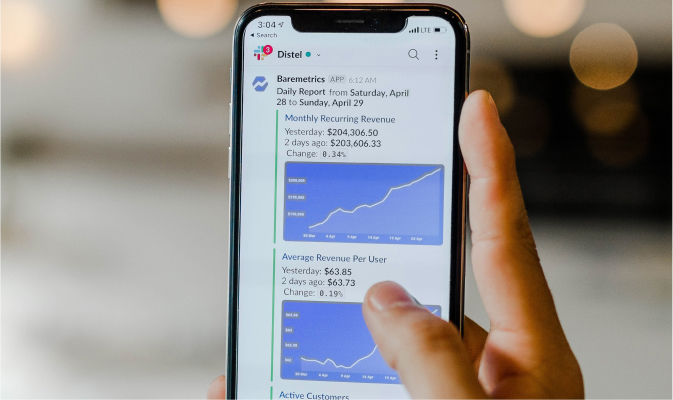 3:04
LTE
Search
3
Distel
Baremetrics APP 6:12 AM
Daily Report from Saturday, April
28 to Sunday, April 29
Monthly Recurring Revenue
Yesterday: $204,306.50
2 days ago: $203,606.33
Change: 0.34%
Average Revenue Per User
Yesterday: $63.85
2 days ago: $63.73
Change: 0.19%
Active Customers